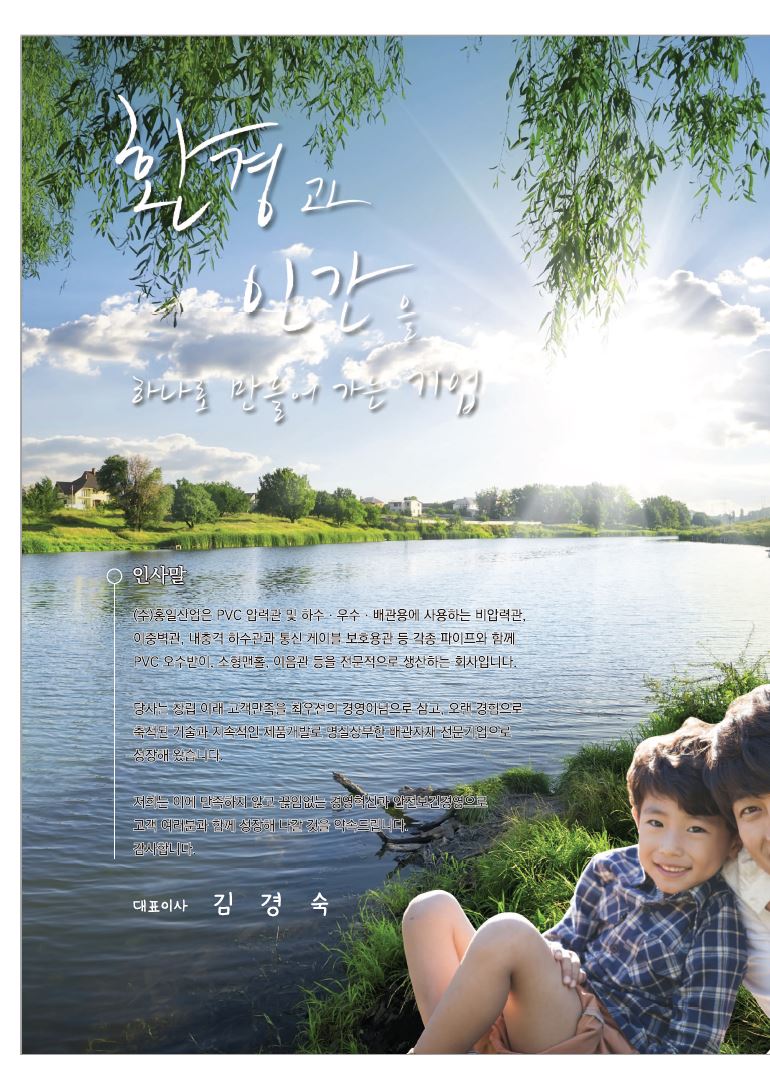 환경과
인간을
하나로 만들어 가는 기업
인사말
(주)홍일산업은 PVC 압력관 및 하수 · 우수 · 배관용에 사용하는 비압력관,
이중벽관, 내충격 하수관과 통신 케이블 보호용관 등 각종 파이프와 함께
PVC 오수받이, 소형맨홀, 이음관 등을 전문적으로 생산하는 회사입니다.
당사는 창립 이래 고객만족을 최우선의 경영이념으로 삼고, 오랜 경험으로
축적된 기술과 지속적인 제품개발로 명실상부한 배관자재 전문기업으로
성장해 왔습니다.
저희는 이에 만족하지 않고 끊임없는 경영혁신과 안전보건경영으로
고객 여러분과 함께 성장해 나갈 것을 약속드립니다.
감사합니다.
대표이사 김 경 숙